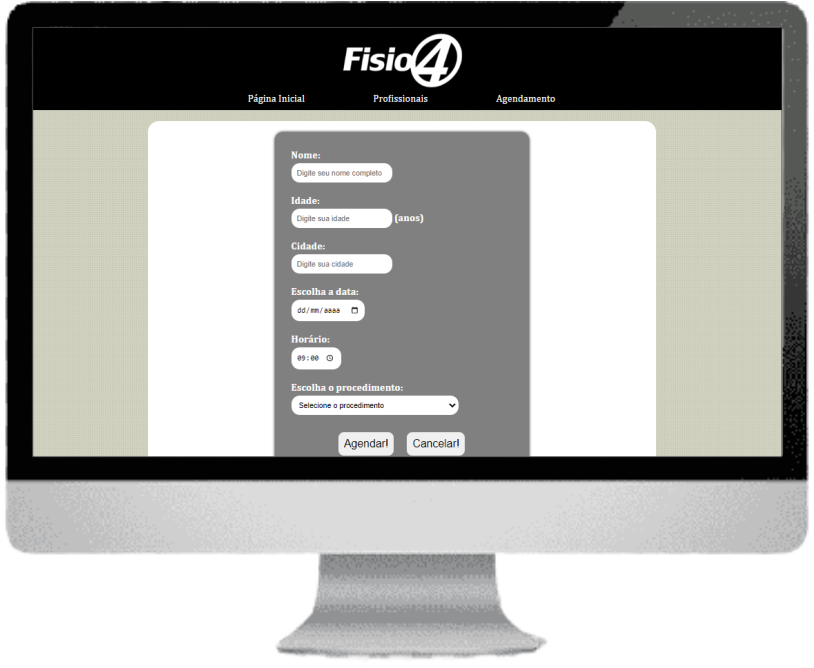 Fisio4
Página Inicial Profissionais Agendamento
Nome:
Digite seu nome completo
Idade:
Digite sua idade (anos)
Cidade:
Digite sua cidade
Escolha a data:
dd/mm/aaaa
Horário:
09:00
Escolha o procedimento:
Selecione o procedimento
Agendar! Cancelar!